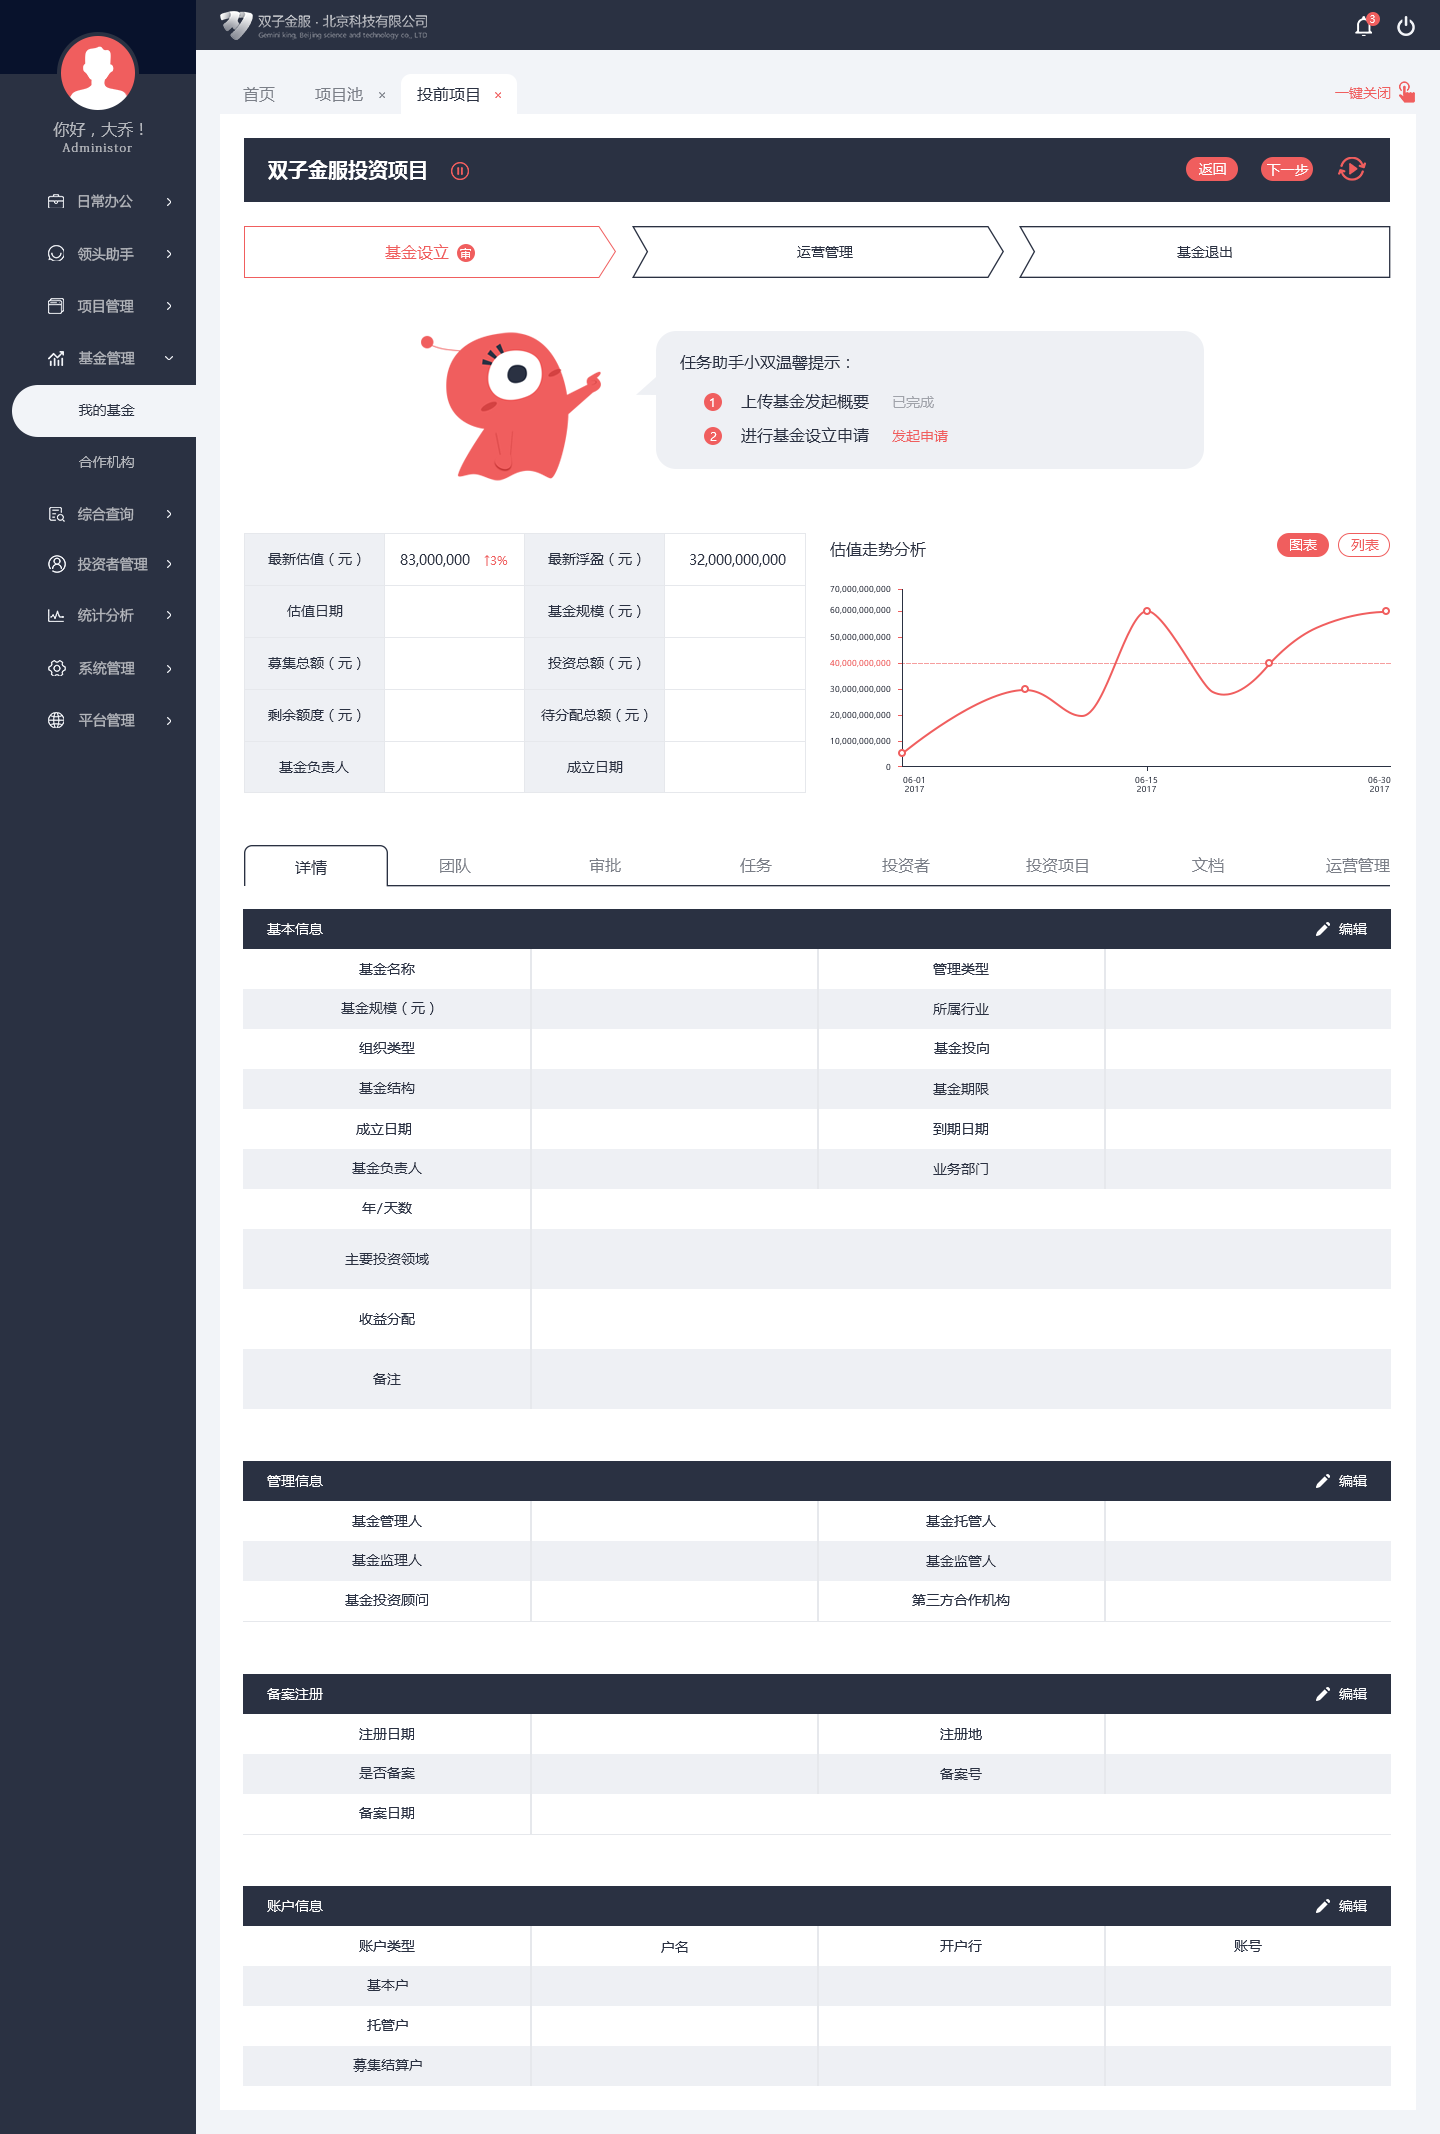 双子金服 · 北京科技有限公司
Gemini king, Beijing science and technology co., LTD
3
你好，大乔！
Administor
日常办公
领头助手
项目管理
基金管理
我的基金
合作机构
综合查询
投资者管理
统计分析
系统管理
平台管理
首页 项目池 × 投前项目 × 一键关闭
双子金服投资项目 返回 下一步
基金设立 审 运营管理 基金退出
任务助手小双温馨提示：
1 上传基金发起概要 已完成
2 进行基金设立申请 发起申请
最新估值（元） 83,000,000 ↑3% 最新浮盈（元） 32,000,000,000
估值日期 基金规模（元）
募集总额（元） 投资总额（元）
剩余额度（元） 待分配总额（元）
基金负责人 成立日期
估值走势分析 图表 列表
70,000,000,000
60,000,000,000
50,000,000,000
40,000,000,000
30,000,000,000
20,000,000,000
10,000,000,000
0
06-01 06-15 06-30
2017 2017 2017
详情 团队 审批 任务 投资者 投资项目 文档 运营管理
基本信息 编辑
基金名称 管理类型
基金规模（元） 所属行业
组织类型 基金投向
基金结构 基金期限
成立日期 到期日期
基金负责人 业务部门
年/天数
主要投资领域
收益分配
备注
管理信息 编辑
基金管理人 基金托管人
基金监理人 基金监管人
基金投资顾问 第三方合作机构
备案注册 编辑
注册日期 注册地
是否备案 备案号
备案日期
账户信息 编辑
账户类型 户名 开户行 账号
基本户
托管户
募集结算户